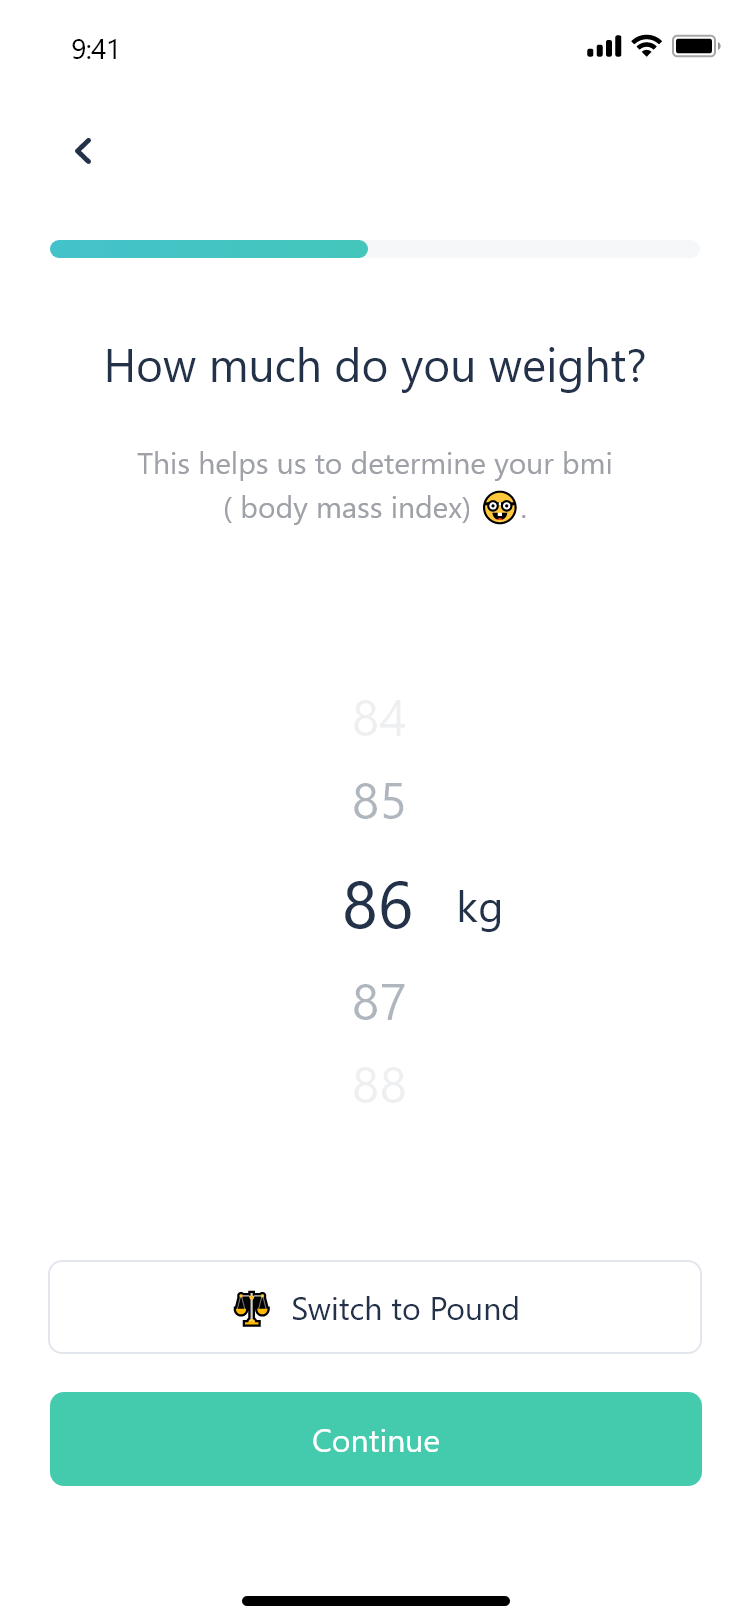 9:41
How much do you weight?
This helps us to determine your bmi
( body mass index) 🤓.
84
85
86 kg
87
88
Switch to Pound
Continue